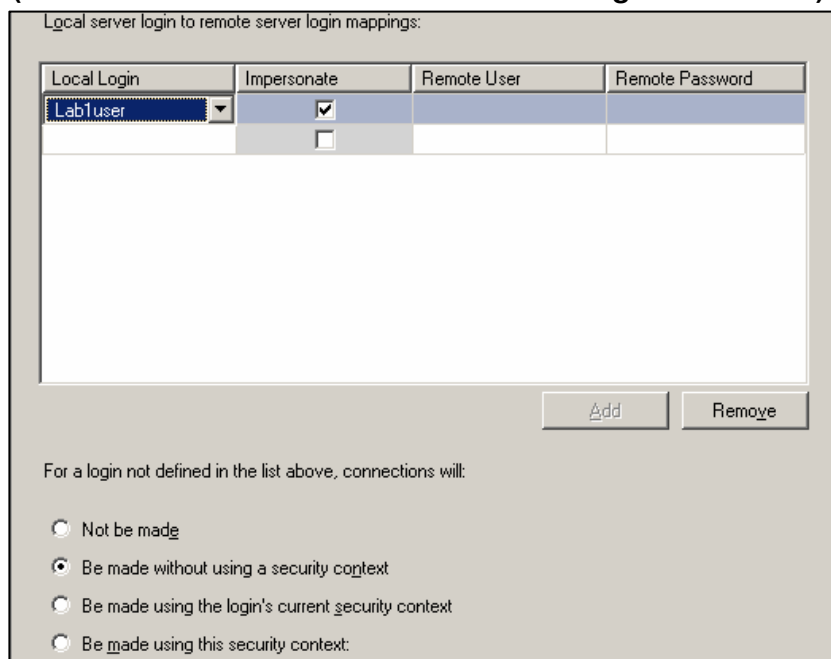 Local server login to remote server login mappings:
Local Login Impersonate Remote User Remote Password
Lab1user
Add Remove
For a login not defined in the list above, connections will:
Not be made
Be made without using a security context
Be made using the login's current security context
Be made using this security context: